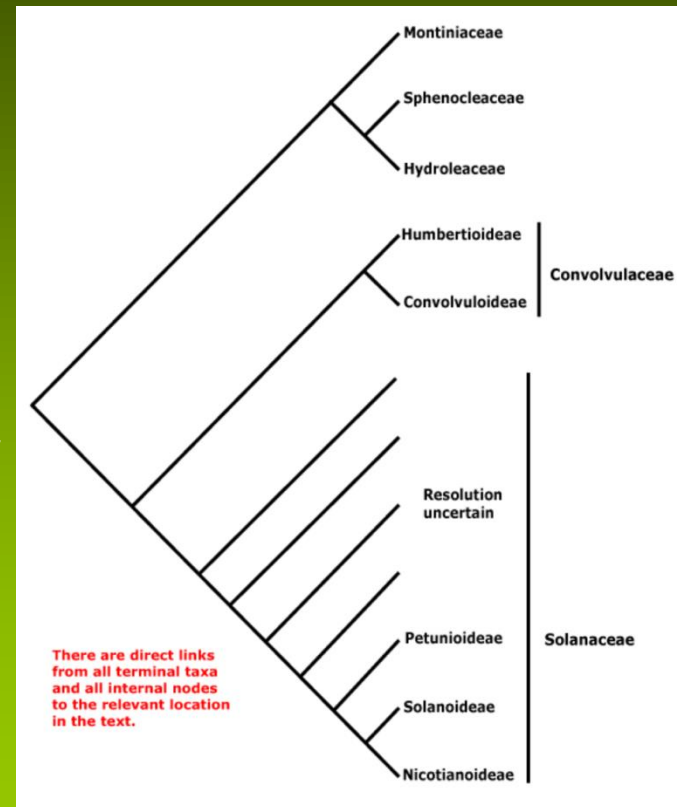 Montiniaceae
Sphenocleaceae
Hydroleaceae
Humbertioideae
Convolvulaceae
Convolvuloideae
Resolution
uncertain
Petunioideae
Solanaceae
There are direct links
from all terminal taxa
and all internal nodes
to the relevant location
in the text.
Solanoideae
Nicotianoideae